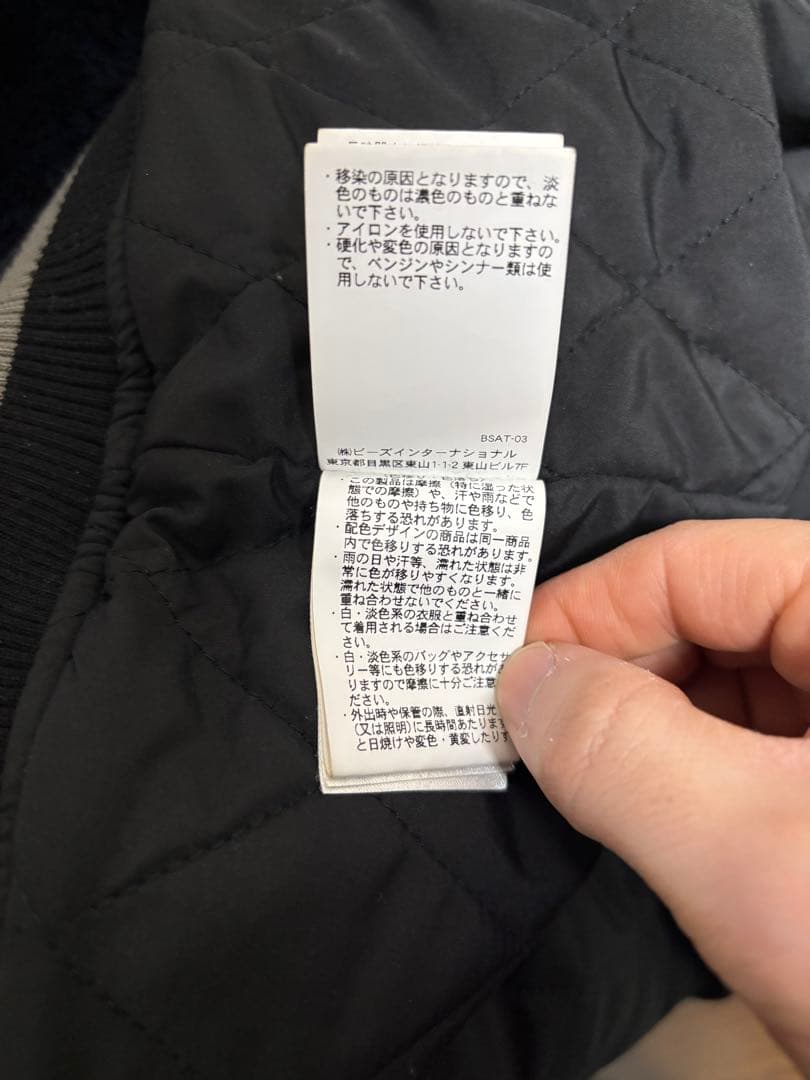 ・移染の原因となりますので、淡
色のものは濃色のものと重ねな
いで下さい。
・アイロンを使用しないで下さい。
・硬化や変色の原因となりますの
で、ベンジンやシンナー類は使
用しないで下さい。
BSAT-03
㈱ビーズインターナショナル
東京都目黒区東山1-1-2 東山ビル7F
・この製品は摩擦（特に湿った状
態での摩擦）や、汗や雨などで
他のものや持ち物に色移り、色
落ちする恐れがあります。
・配色デザインの商品は同一商品
内で色移りする恐れがあります。
・雨の日や汗等、濡れた状態は非
常に色が移りやすくなります。
濡れた状態で他のものと一緒に
重ね合わせないでください。
・白・淡色系の衣服と重ね合わせ
て着用される場合はご注意くだ
さい。
・白・淡色系のバッグやアクセサ
リー等にも色移りする恐れがあ
りますので摩擦に十分ご注意
ださい。
・外出時や保管の際、直射日光
（又は照明）に長時間あたります
と日焼けや変色・黄変したりす